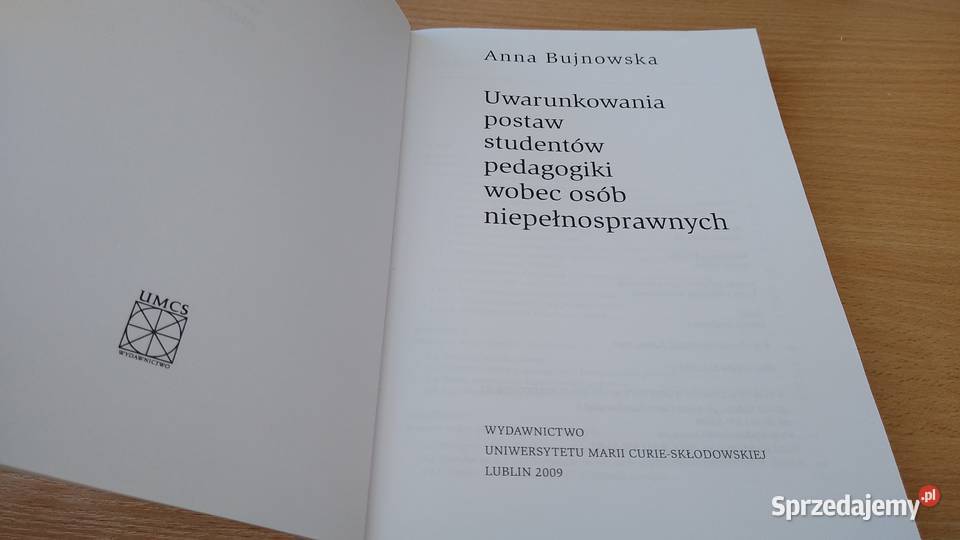 UMCS
WYDAWNICTWO
Anna Bujnowska
Uwarunkowania
postaw
studentów
pedagogiki
wobec osób
niepełnosprawnych
WYDAWNICTWO
UNIWERSYTETU MARII CURIE-SKŁODOWSKIEJ
LUBLIN 2009
Sprzedajemy.pl